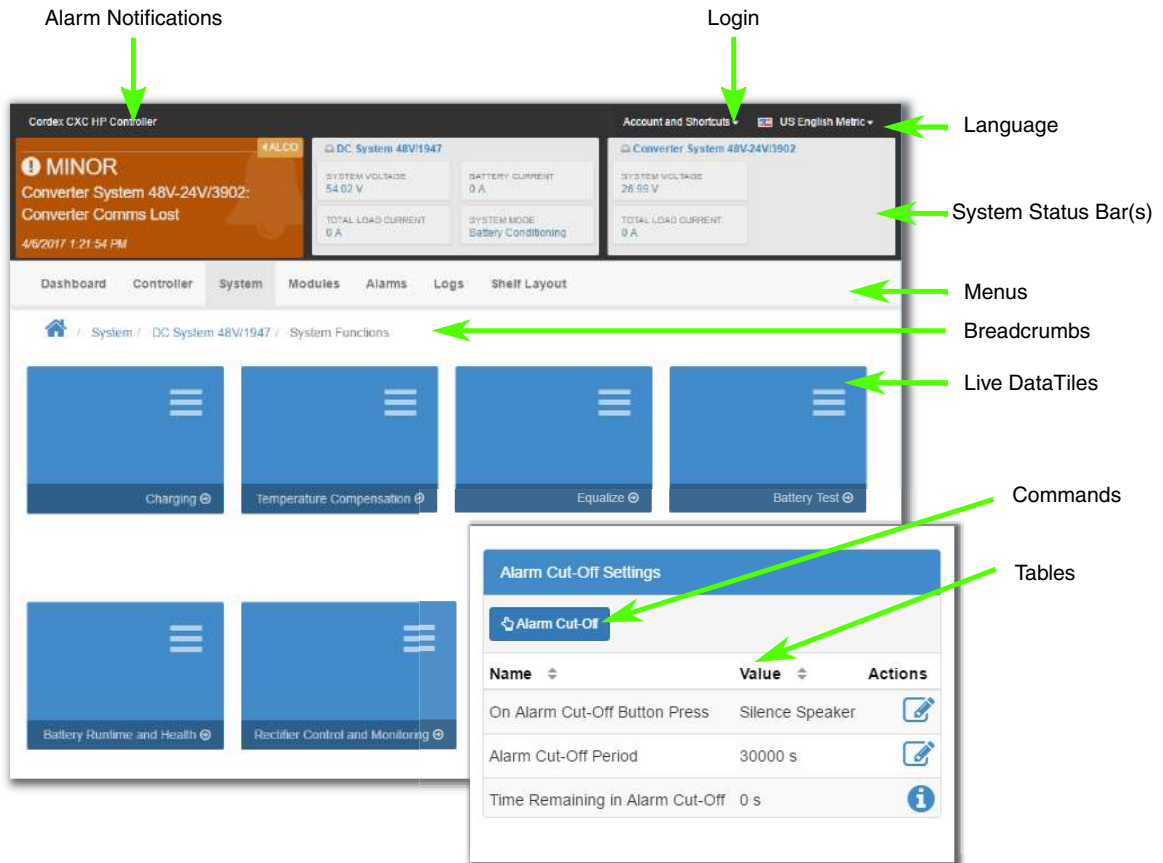 Alarm Notifications
Login
Cordex CXC HP Controller
Account and Shortcuts
US English Metric
Language
ALCO
MINOR
Converter System 48V-24V/3902:
Converter Comms Lost
4/6/2017 1:21:54 PM
DC System 48V/1947
SYSTEM VOLTAGE
54.02 V
BATTERY CURRENT
0 A
TOTAL LOAD CURRENT
0 A
SYSTEM MODE
Battery Conditioning
Converter System 48V-24V/3902
SYSTEM VOLTAGE
26.99 V
TOTAL LOAD CURRENT
0 A
System Status Bar(s)
Dashboard Controller System Modules Alarms Logs Shelf Layout
Menus
/ System / DC System 48V/1947 / System Functions
Breadcrumbs
Live DataTiles
Charging
Temperature Compensation
Equalize
Battery Test
Commands
Battery Runtime and Health
Rectifier Control and Monitoring
Alarm Cut-Off Settings
Tables
Alarm Cut-Off
Name Value Actions
On Alarm Cut-Off Button Press Silence Speaker
Alarm Cut-Off Period 30000 s
Time Remaining in Alarm Cut-Off 0 s